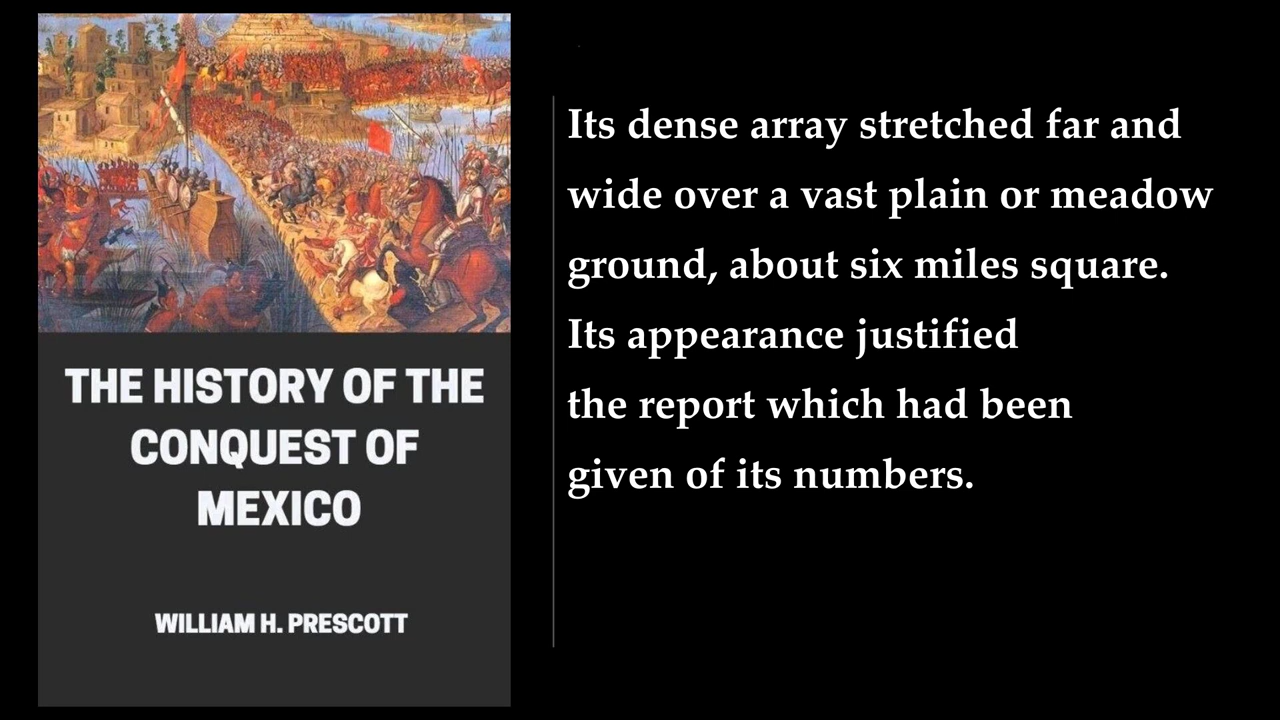 THE HISTORY OF THE
CONQUEST OF
MEXICO
WILLIAM H. PRESCOTT
Its dense array stretched far and
wide over a vast plain or meadow
ground, about six miles square.
Its appearance justified
the report which had been
given of its numbers.